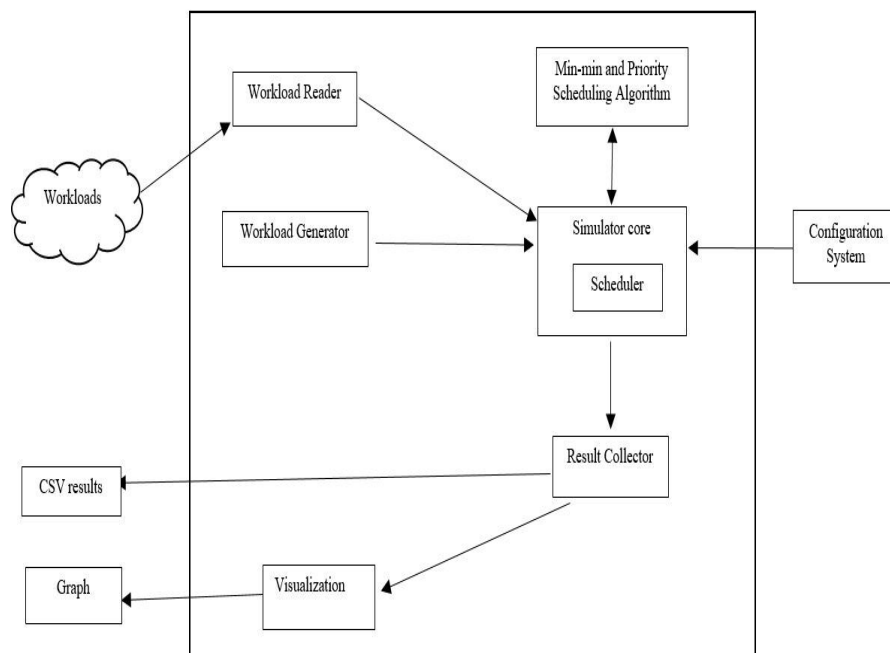 Workload Reader
Min-min and Priority
Scheduling Algorithm
Workloads
Workload Generator
Simulator core
Scheduler
Configuration
System
Result Collector
CSV results
Graph
Visualization